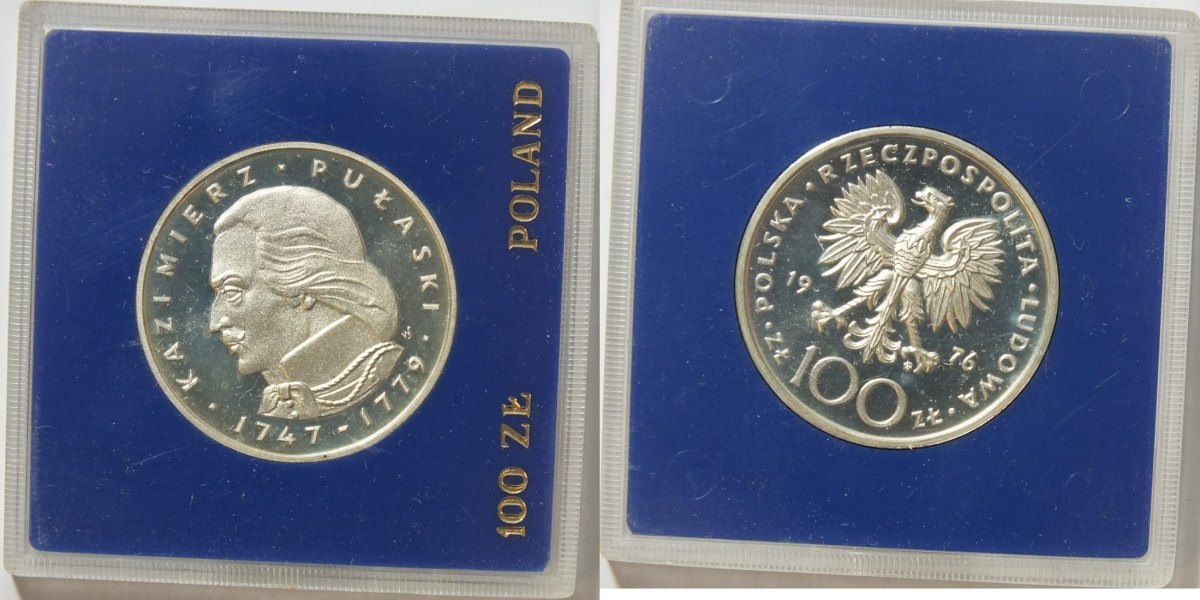 KAZIMIERZ · PUŁASKI ·
1747-1779 ·
POLAND
100 ZŁ
ZŁ · POLSKA · RZECZPOSPOLITA · LUDOWA · ZŁ
19 76
100